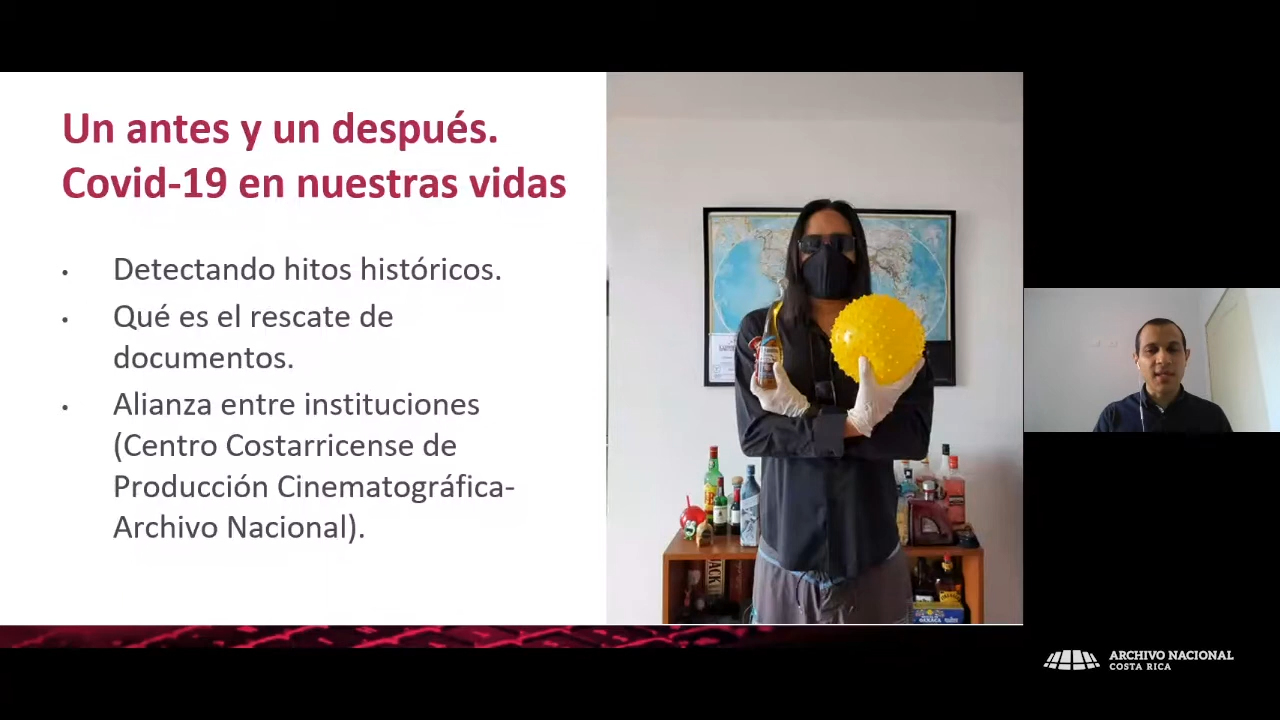 Un antes y un después.
Covid-19 en nuestras vidas
• Detectando hitos históricos.
• Qué es el rescate de
documentos.
• Alianza entre instituciones
(Centro Costarricense de
Producción Cinematográfica-
Archivo Nacional).
ARCHIVO NACIONAL
COSTA RICA